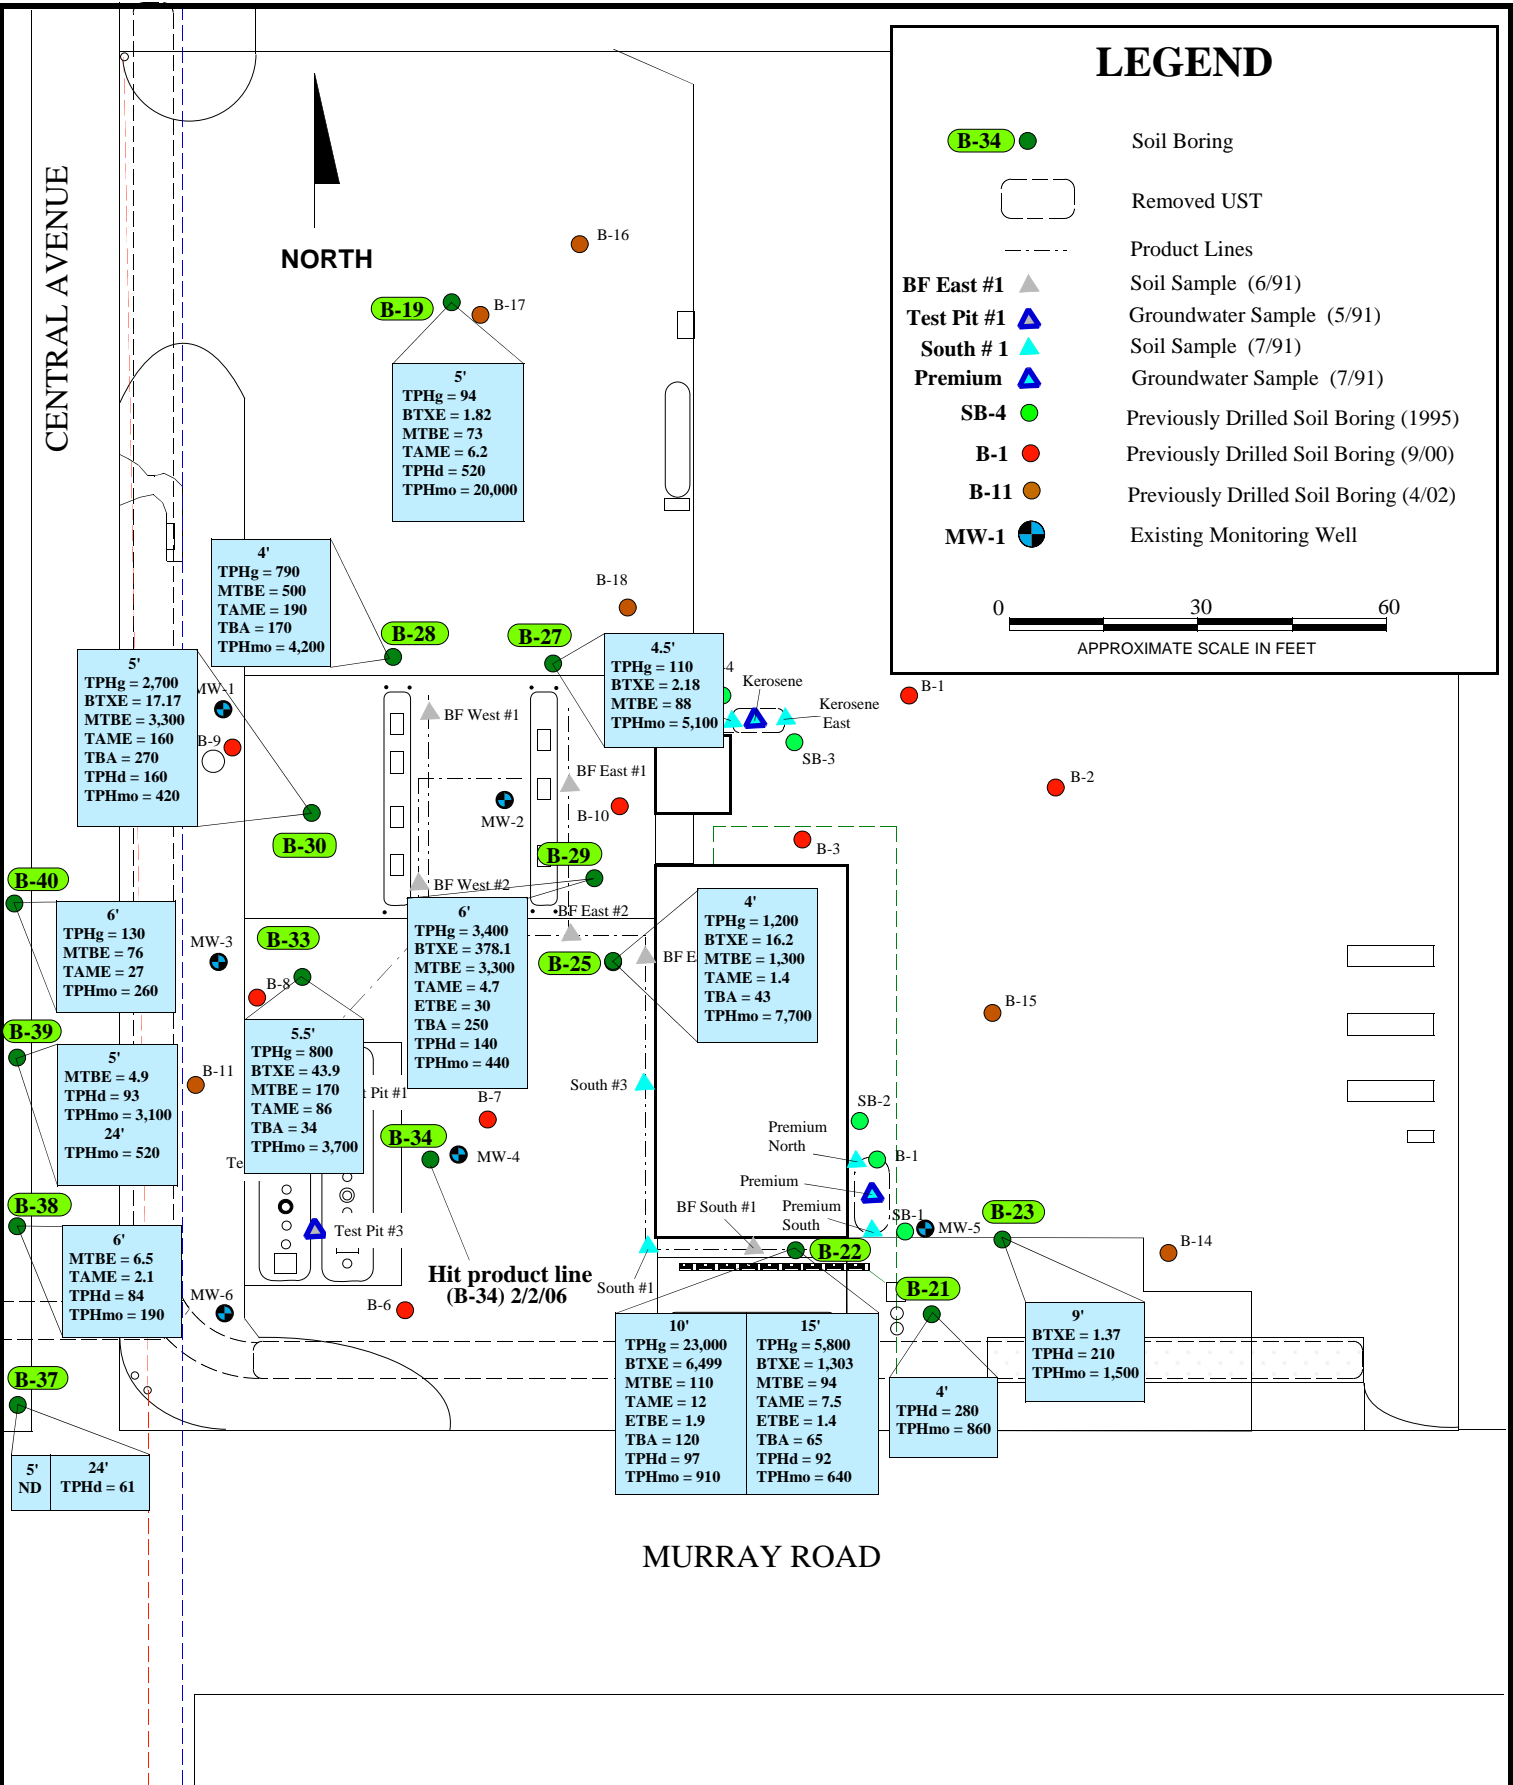 LEGEND
B-34 Soil Boring
Removed UST
Product Lines
BF East #1 Soil Sample (6/91)
Test Pit #1 Groundwater Sample (5/91)
South # 1 Soil Sample (7/91)
Premium Groundwater Sample (7/91)
SB-4 Previously Drilled Soil Boring (1995)
B-1 Previously Drilled Soil Boring (9/00)
B-11 Previously Drilled Soil Boring (4/02)
MW-1 Existing Monitoring Well
0 30 60
APPROXIMATE SCALE IN FEET
CENTRAL AVENUE
NORTH
B-16
B-19
B-17
5'
TPHg = 94
BTXE = 1.82
MTBE = 73
TAME = 6.2
TPHd = 520
TPHmo = 20,000
4'
TPHg = 790
MTBE = 500
TAME = 190
TBA = 170
TPHmo = 4,200
B-18
B-28
B-27
4.5'
TPHg = 110
BTXE = 2.18
MTBE = 88
TPHmo = 5,100
-4
Kerosene
Kerosene
East
B-1
SB-3
B-2
B-3
5'
TPHg = 2,700
BTXE = 17.17
MTBE = 3,300
TAME = 160
TBA = 270
TPHd = 160
TPHmo = 420
MW-1
B-9
B-30
BF West #1
BF East #1
MW-2
B-10
B-29
BF West #2
BF East #2
B-40
6'
TPHg = 130
MTBE = 76
TAME = 27
TPHmo = 260
MW-3
B-33
B-8
6'
TPHg = 3,400
BTXE = 378.1
MTBE = 3,300
TAME = 4.7
ETBE = 30
TBA = 250
TPHd = 140
TPHmo = 440
B-25
BF E
4'
TPHg = 1,200
BTXE = 16.2
MTBE = 1,300
TAME = 1.4
TBA = 43
TPHmo = 7,700
B-15
B-39
5'
MTBE = 4.9
TPHd = 93
TPHmo = 3,100
24'
TPHmo = 520
B-11
5.5'
TPHg = 800
BTXE = 43.9
MTBE = 170
TAME = 86
TBA = 34
TPHmo = 3,700
t Pit #1
Te
B-7
B-34
MW-4
South #3
SB-2
Premium
North
B-1
Premium
Premium
South
BF South #1
SB-1
MW-5
B-23
B-14
B-38
6'
MTBE = 6.5
TAME = 2.1
TPHd = 84
TPHmo = 190
MW-6
Test Pit #3
B-6
Hit product line
(B-34) 2/2/06
South #1
B-22
B-21
10'
TPHg = 23,000
BTXE = 6,499
MTBE = 110
TAME = 12
ETBE = 1.9
TBA = 120
TPHd = 97
TPHmo = 910
15'
TPHg = 5,800
BTXE = 1,303
MTBE = 94
TAME = 7.5
ETBE = 1.4
TBA = 65
TPHd = 92
TPHmo = 640
4'
TPHd = 280
TPHmo = 860
9'
BTXE = 1.37
TPHd = 210
TPHmo = 1,500
B-37
5'
ND
24'
TPHd = 61
MURRAY ROAD